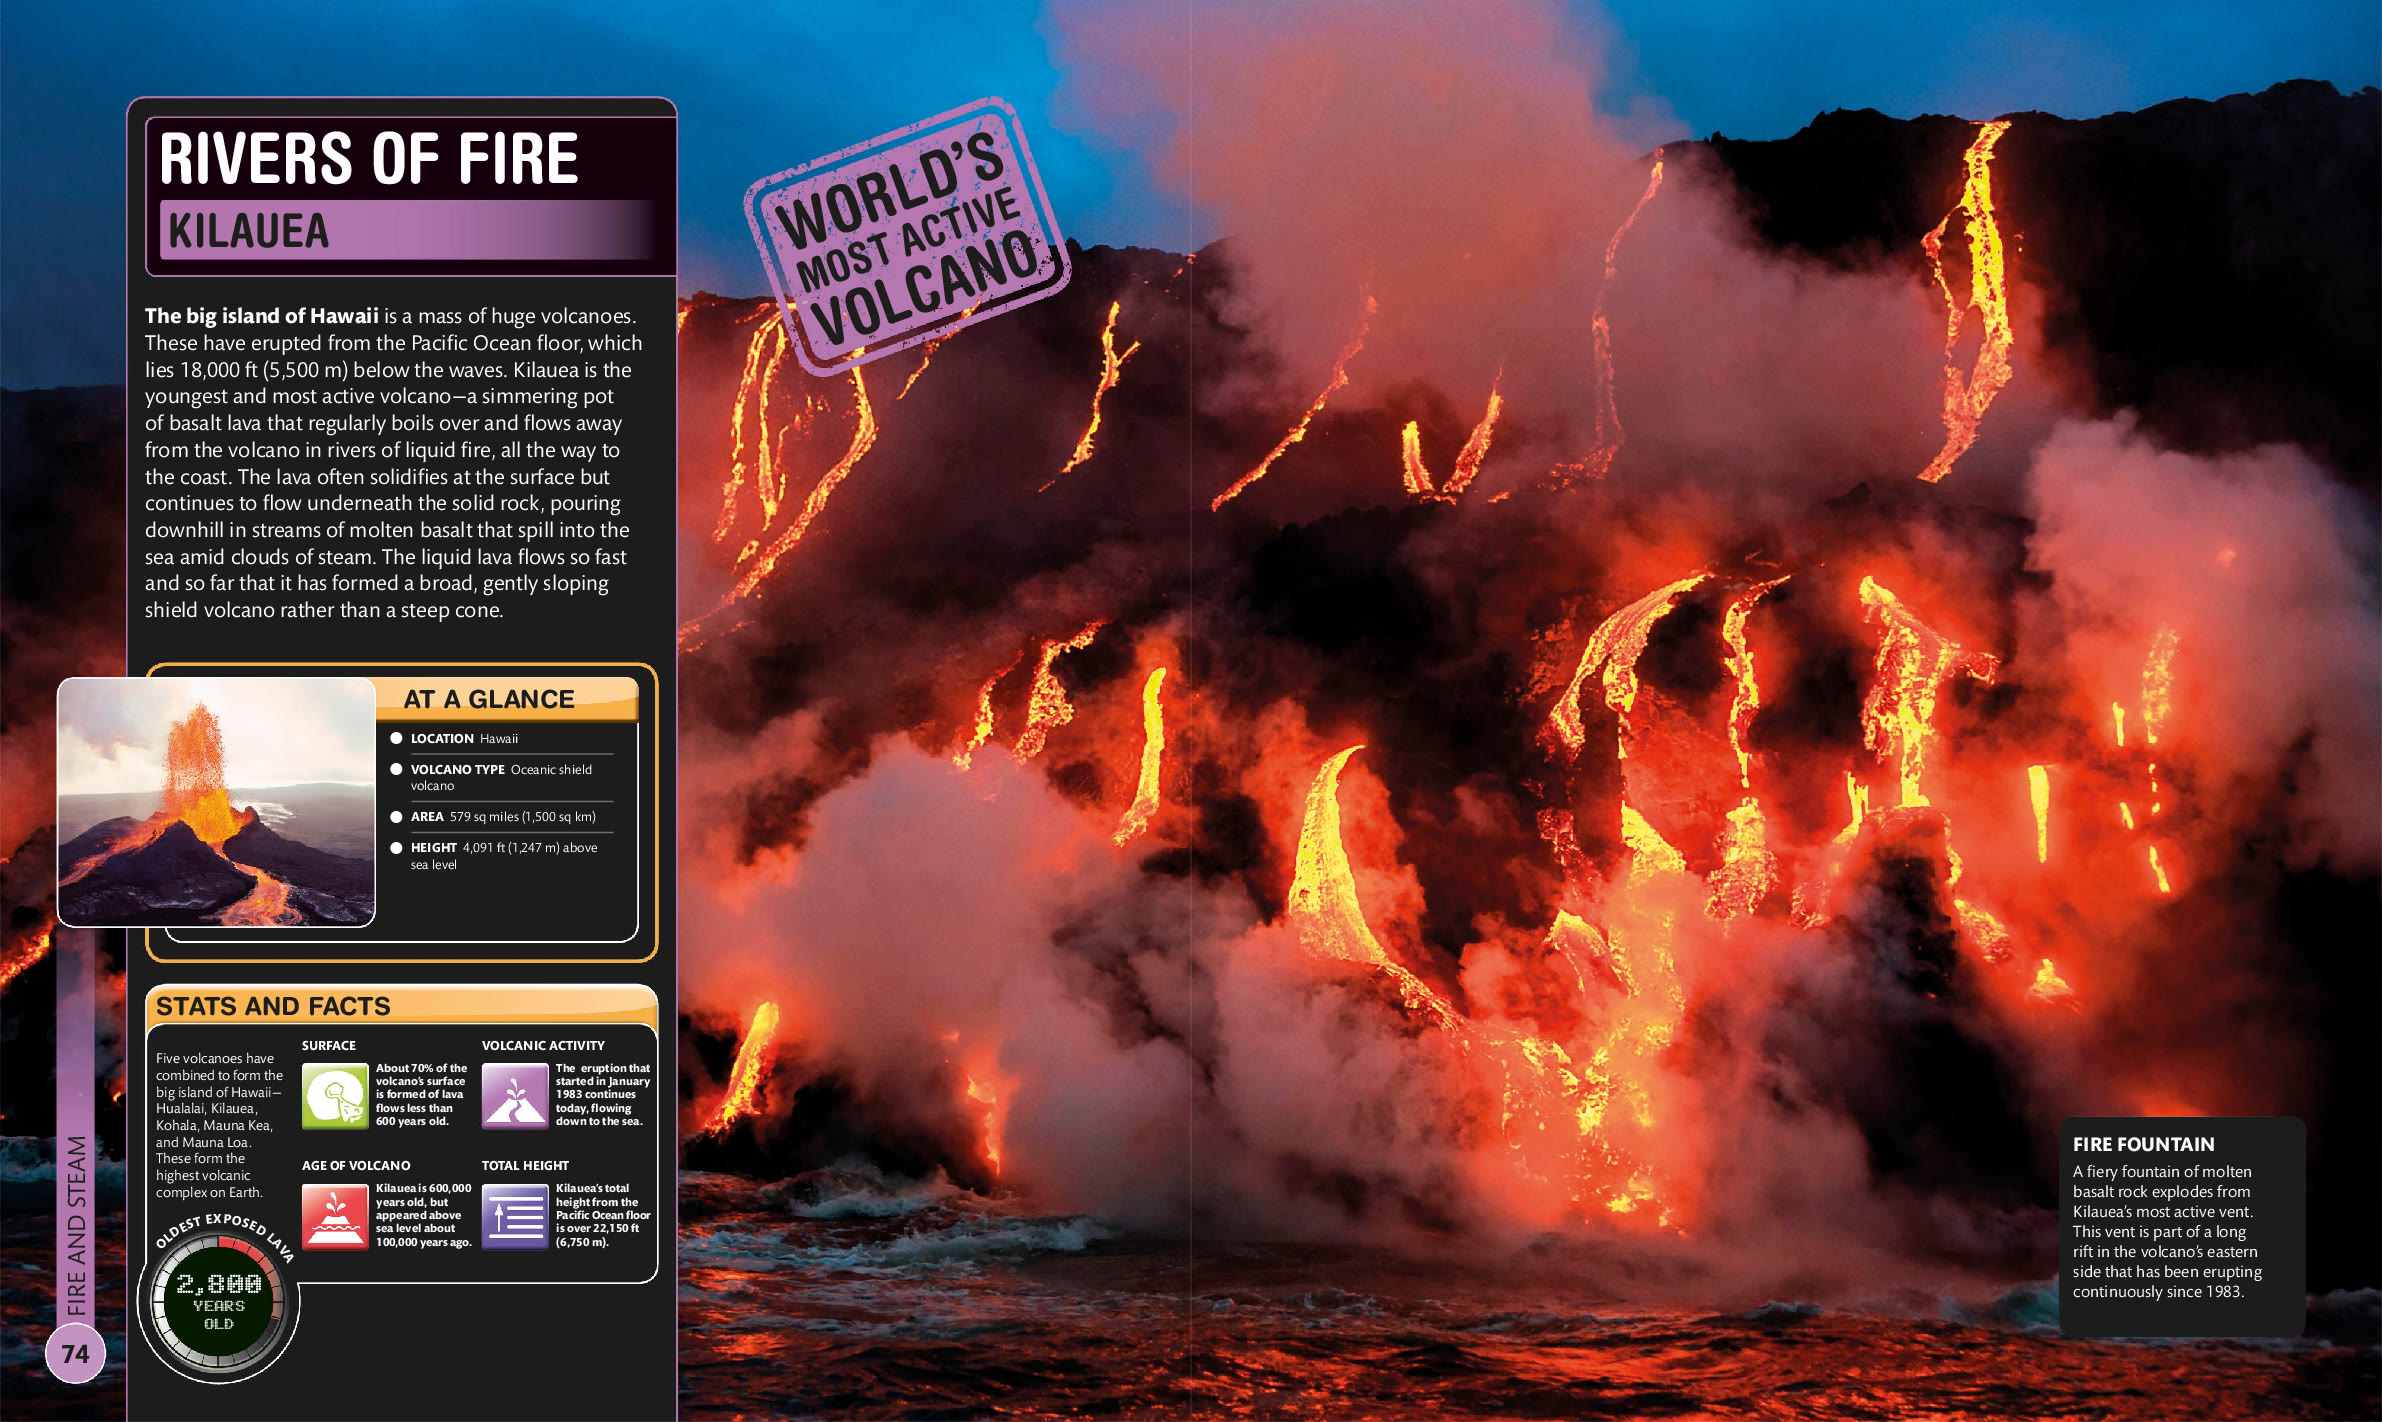 RIVERS OF FIRE
KILAUEA
The big island of Hawaii is a mass of huge volcanoes.
These have erupted from the Pacific Ocean floor, which
lies 18,000 ft (5,500 m) below the waves. Kilauea is the
youngest and most active volcano—a simmering pot
of basalt lava that regularly boils over and flows away
from the volcano in rivers of liquid fire, all the way to
the coast. The lava often solidifies at the surface but
continues to flow underneath the solid rock, pouring
downhill in streams of molten basalt that spill into the
sea amid clouds of steam. The liquid lava flows so fast
and so far that it has formed a broad, gently sloping
shield volcano rather than a steep cone.
WORLD'S
MOST ACTIVE
VOLCANO
AT A GLANCE
LOCATION Hawaii
VOLCANO TYPE Oceanic shield
volcano
AREA 579 sq miles (1,500 sq km)
HEIGHT 4,091 ft (1,247 m) above
sea level
STATS AND FACTS
Five volcanoes have
combined to form the
big island of Hawaii—
Hualalai, Kilauea,
Kohala, Mauna Kea,
and Mauna Loa.
These form the
highest volcanic
complex on Earth.
SURFACE
About 70% of the
volcano's surface
is formed of lava
flows less than
600 years old.
VOLCANIC ACTIVITY
The eruption that
started in January
1983 continues
today, flowing
down to the sea.
AGE OF VOLCANO
Kilauea is 600,000
years old, but
appeared above
sea level about
100,000 years ago.
TOTAL HEIGHT
Kilauea's total
height from the
Pacific Ocean floor
is over 22,150 ft
(6,750 m).
OLDEST EXPOSED LAVA
2,800
YEARS
OLD
FIRE AND STEAM
74
FIRE FOUNTAIN
A fiery fountain of molten
basalt rock explodes from
Kilauea's most active vent.
This vent is part of a long
rift in the volcano's eastern
side that has been erupting
continuously since 1983.